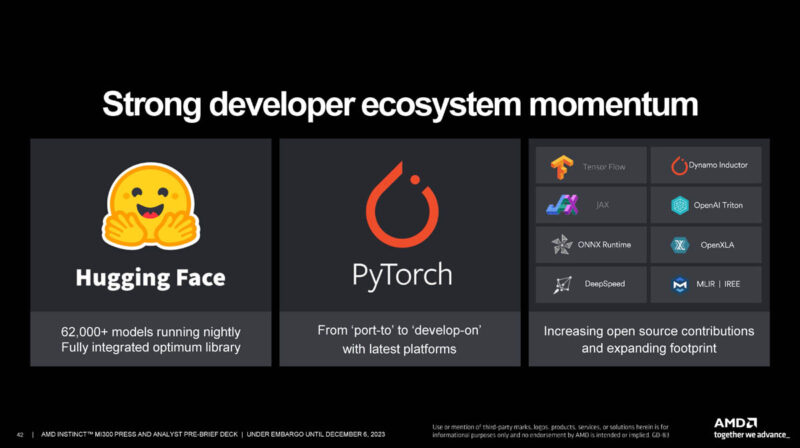 Strong developer ecosystem momentum
Hugging Face
62,000+ models running nightly
Fully integrated optimum library
PyTorch
From ‘port-to’ to ‘develop-on’
with latest platforms
Tensor Flow
Dynamo Inductor
JAX
OpenAI Triton
ONNX Runtime
OpenXLA
DeepSpeed
MLIR | IREE
Increasing open source contributions
and expanding footprint
42 | AMD INSTINCT™ MI300 PRESS AND ANALYST PRE-BRIEF DECK | UNDER EMBARGO UNTIL DECEMBER 6, 2023
Use or mention of third-party marks, logos, products, services, or solutions herein is for
informational purposes only and no endorsement by AMD is intended or implied. GD-83
AMD
together we advance_